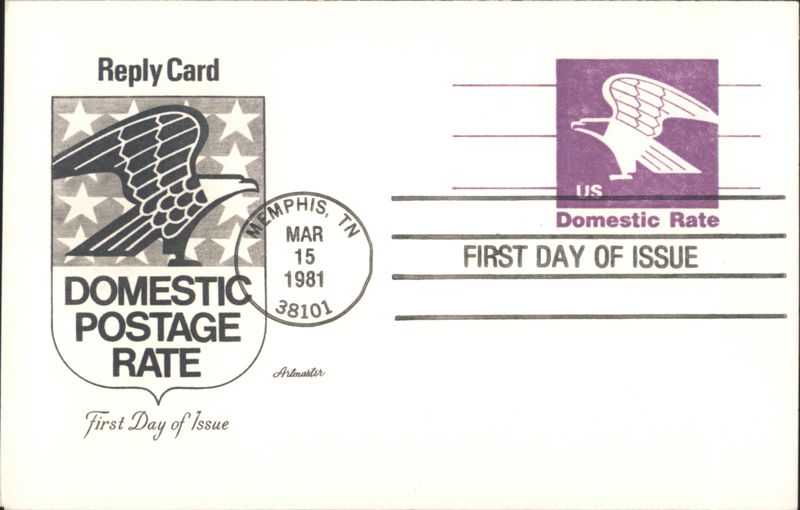 Reply Card
DOMESTIC
POSTAGE
RATE
First Day of Issue
Artmaster
MEMPHIS, TN
MAR
15
1981
38101
US
Domestic Rate
FIRST DAY OF ISSUE